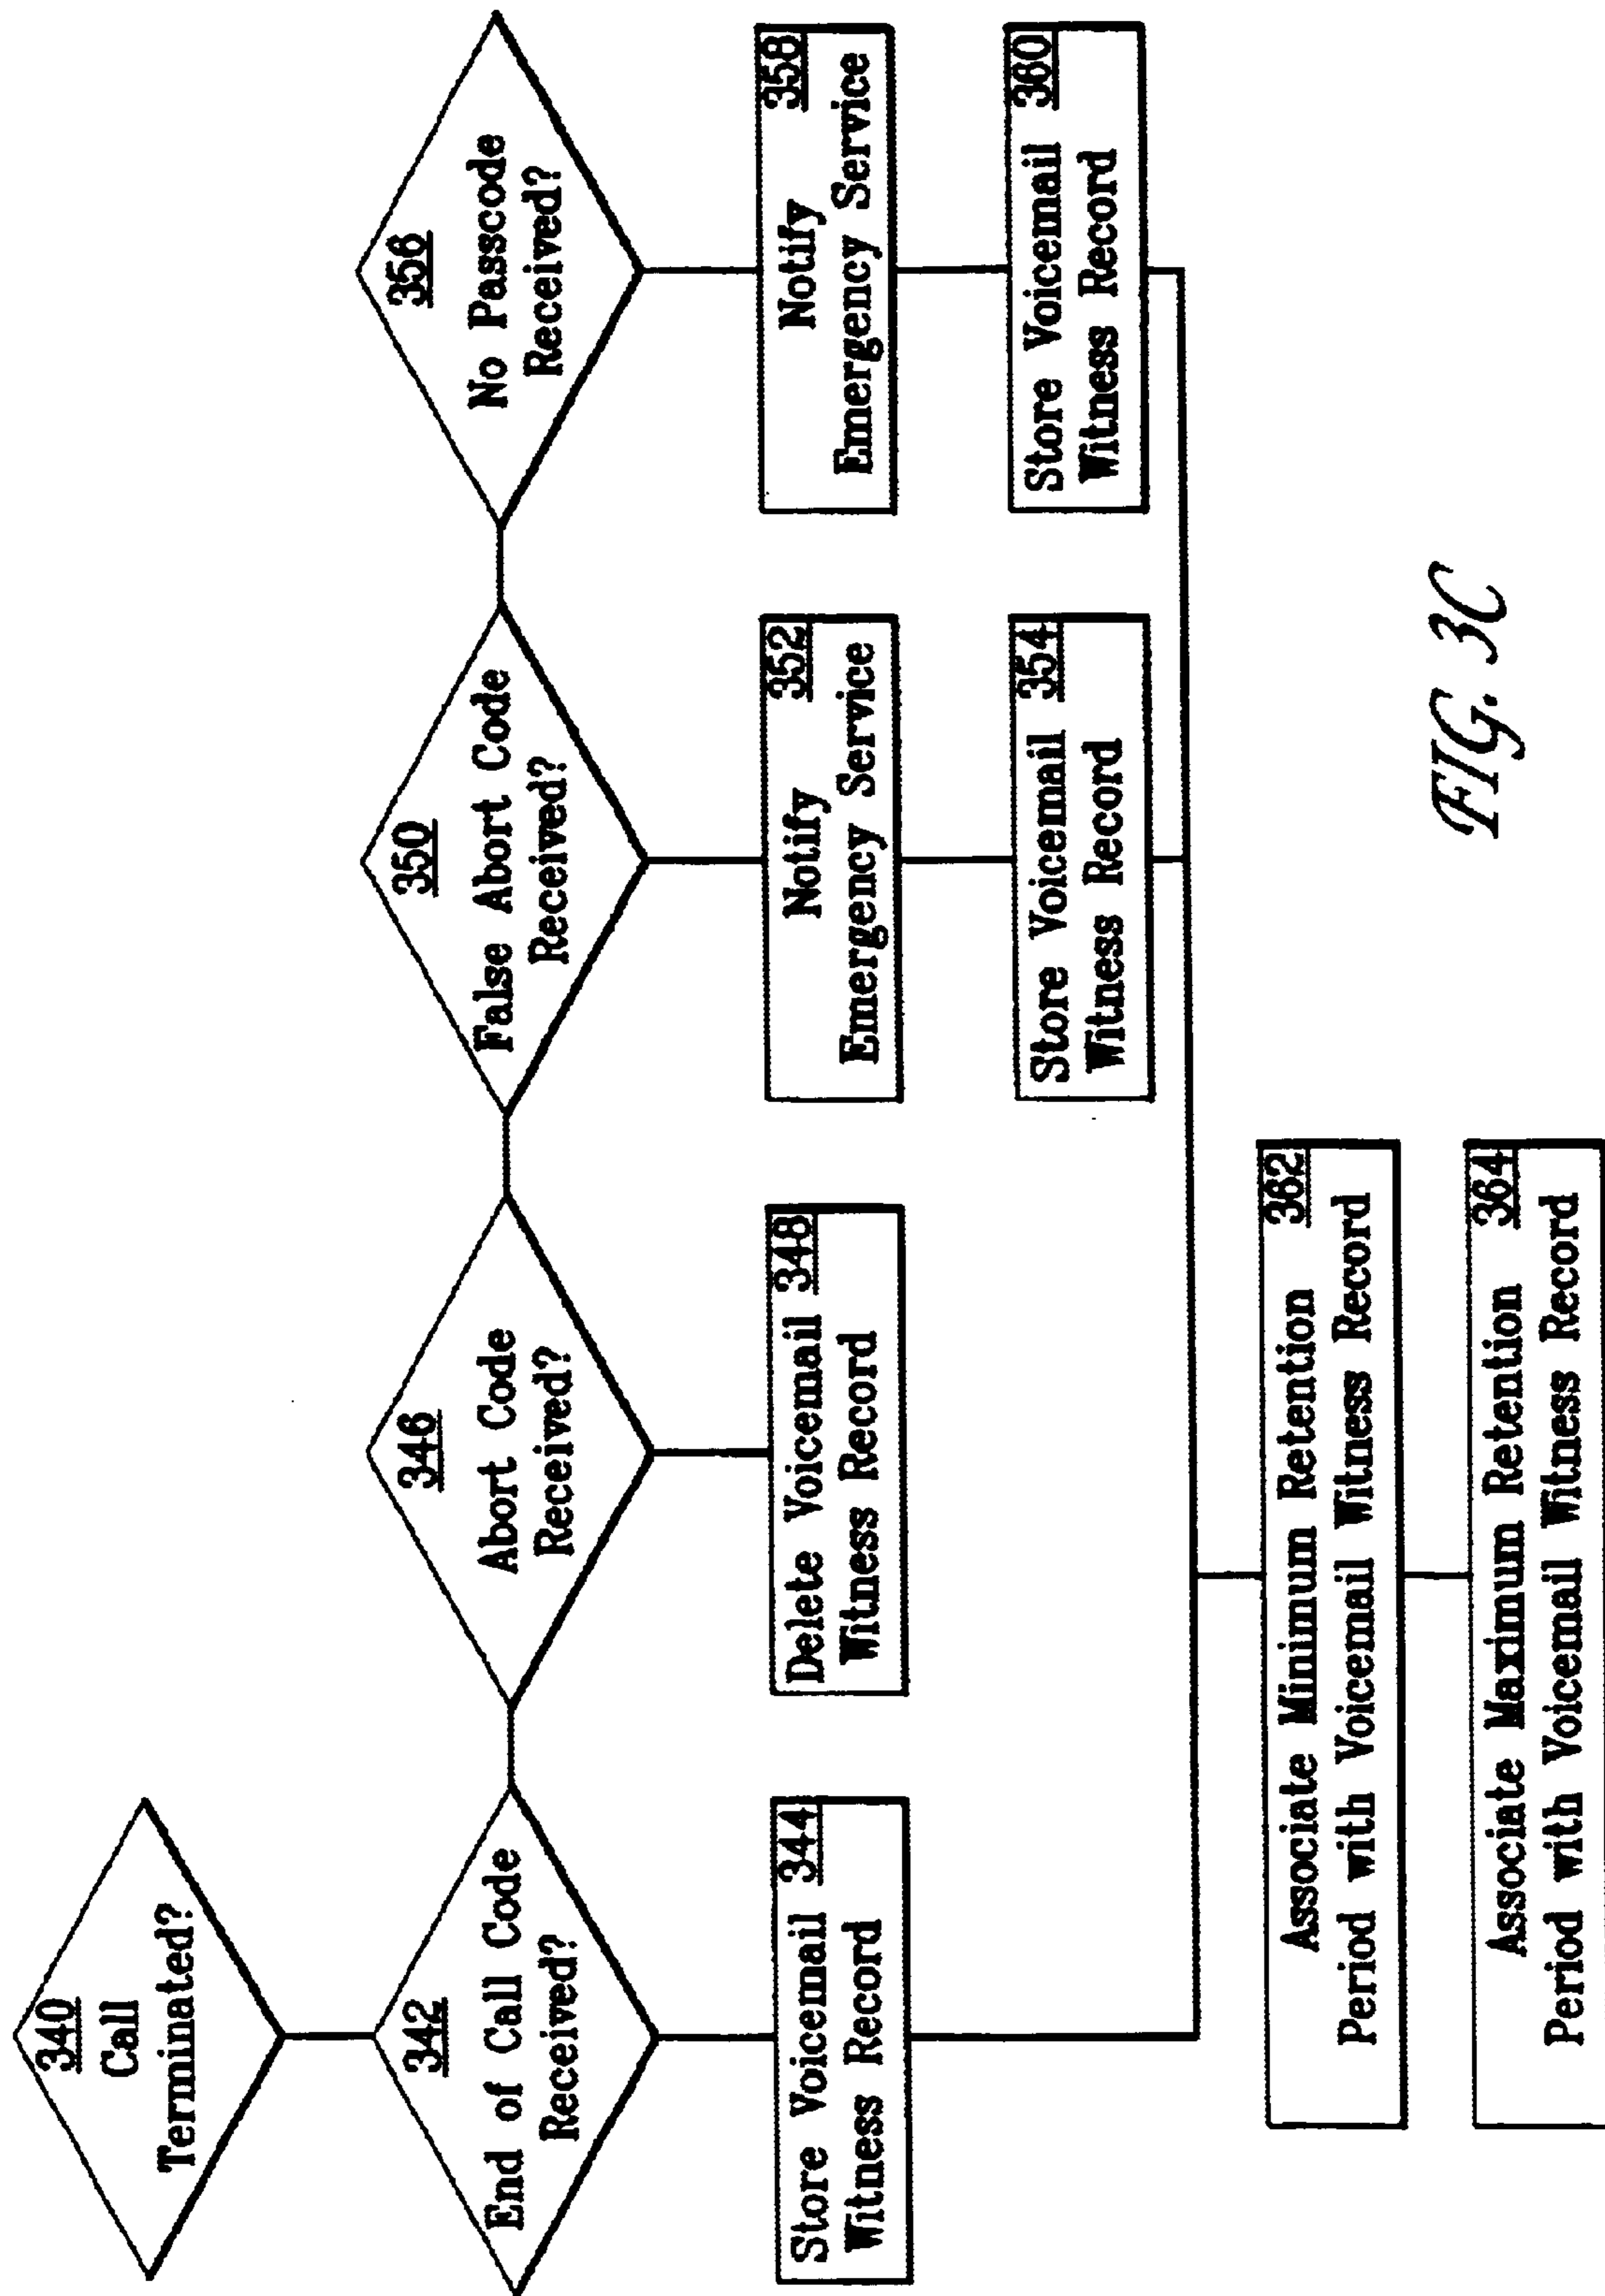 340
Call
Terminated?
342
End of Call Code
Received?
346
Abort Code
Received?
350
False Abort Code
Received?
356
No Passcode
Received?
Store Voicemail 344
Witness Record
Delete Voicemail 348
Witness Record
352
Notify
Emergency Service
358
Notify
Emergency Service
Store Voicemail 354
Witness Record
Store Voicemail 360
Witness Record
Associate Minimum Retention 362
Period with Voicemail Witness Record
Associate Maximum Retention 364
Period with Voicemail Witness Record
FIG. 3C